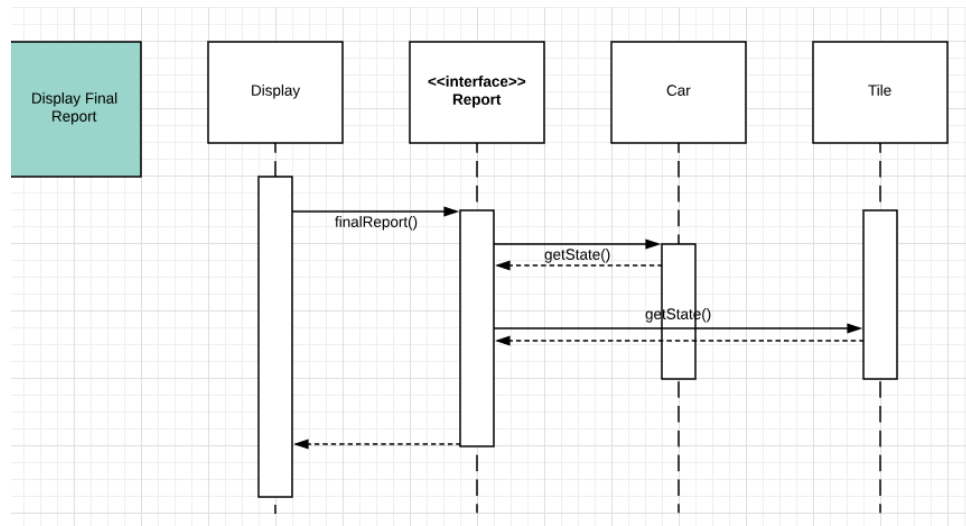 Display Final
Report
Display
<<interface>>
Report
Car
Tile
finalReport()
getState()
getState()